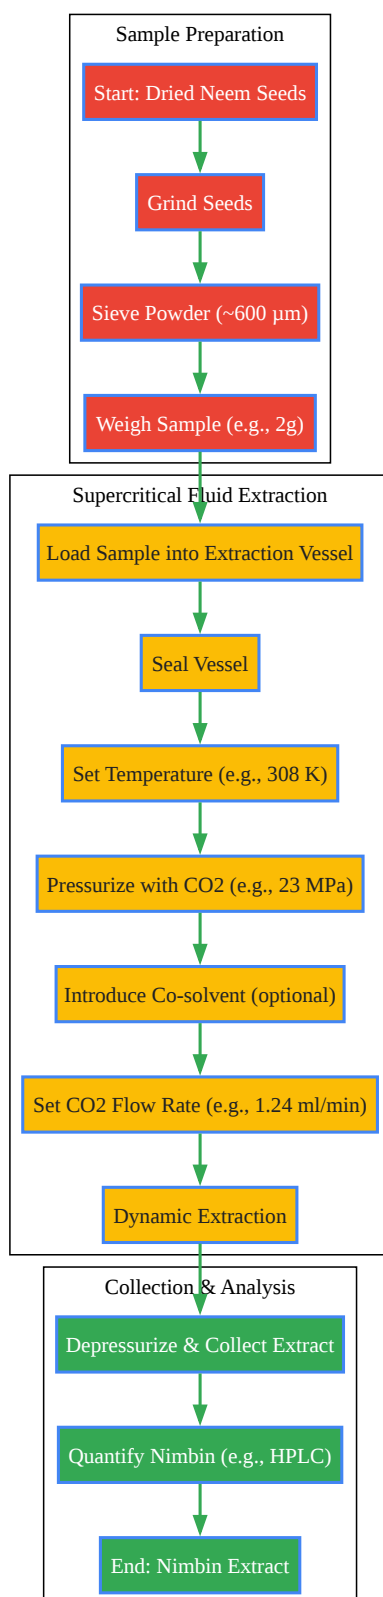 Sample Preparation
Start: Dried Neem Seeds
Grind Seeds
Sieve Powder (~600 µm)
Weigh Sample (e.g., 2g)
Supercritical Fluid Extraction
Load Sample into Extraction Vessel
Seal Vessel
Set Temperature (e.g., 308 K)
Pressurize with CO2 (e.g., 23 MPa)
Introduce Co-solvent (optional)
Set CO2 Flow Rate (e.g., 1.24 ml/min)
Dynamic Extraction
Collection & Analysis
Depressurize & Collect Extract
Quantify Nimbin (e.g., HPLC)
End: Nimbin Extract